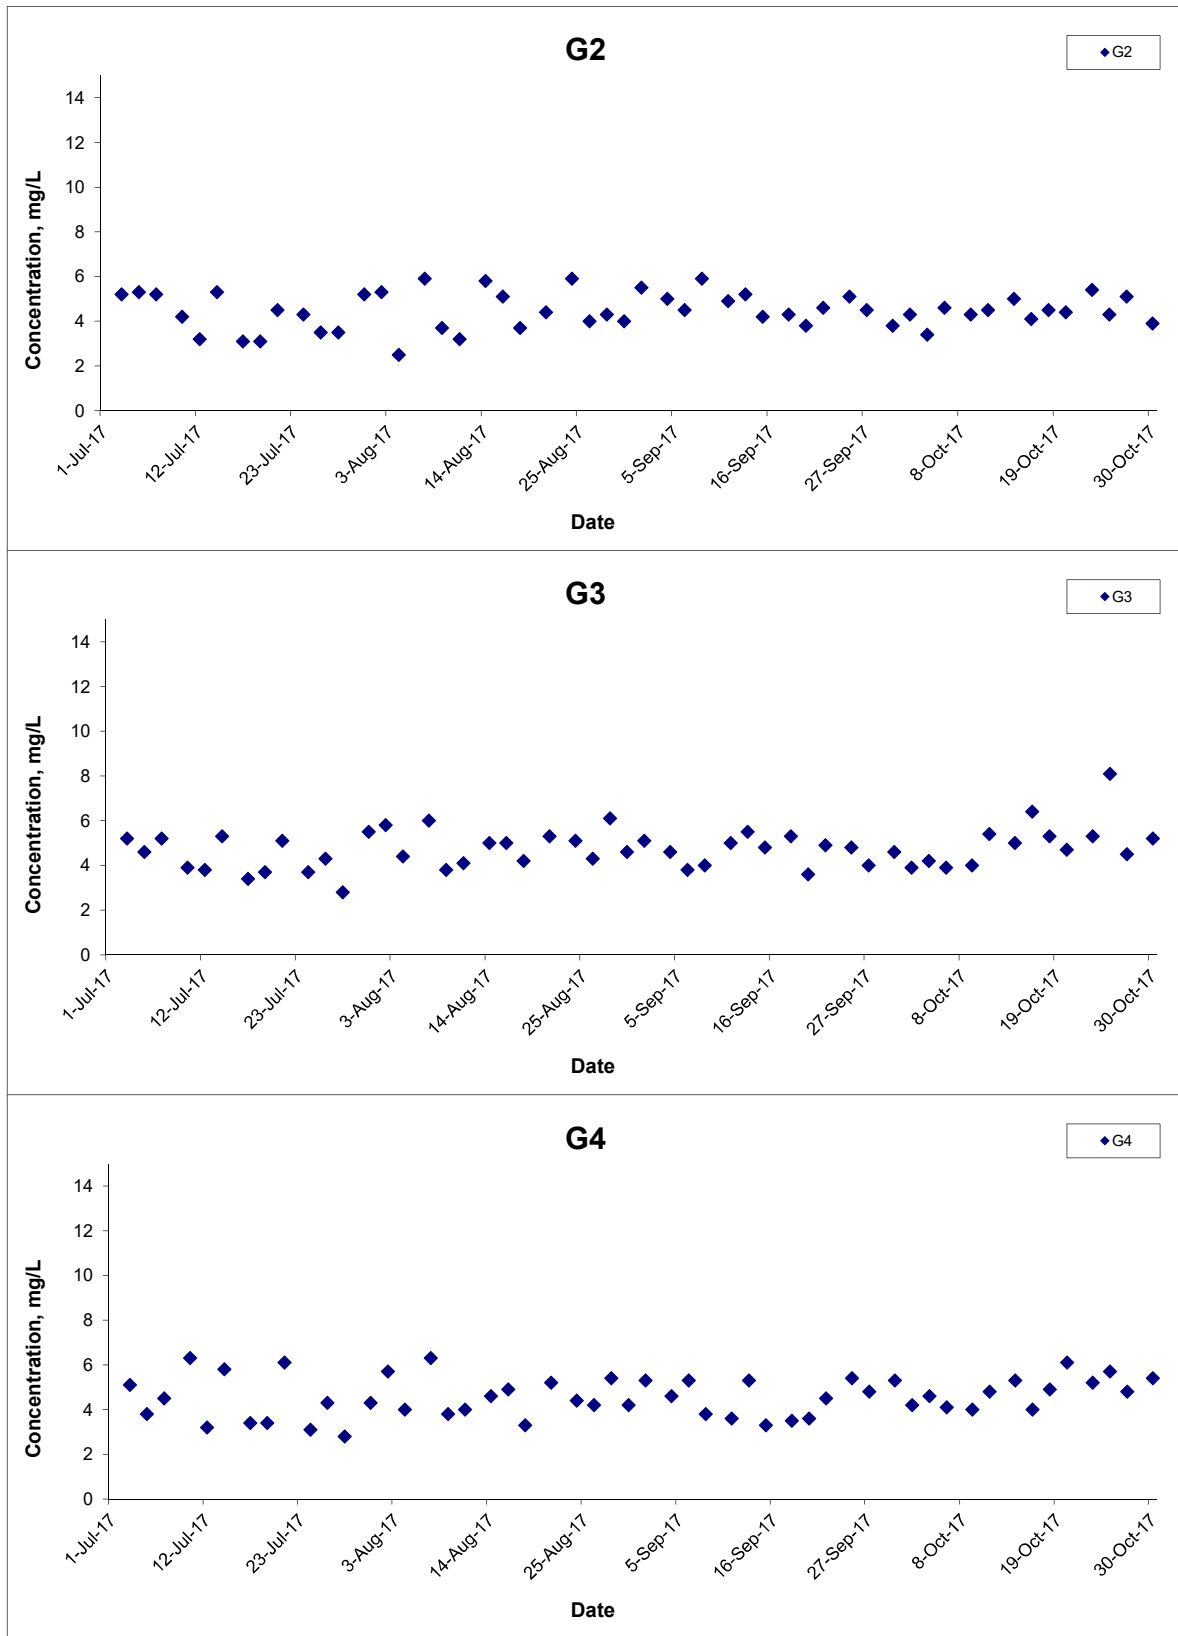 G2
G2
14
12
10
8
6
4
2
0
Concentration, mg/L
1-Jul-17 12-Jul-17 23-Jul-17 3-Aug-17 14-Aug-17 25-Aug-17 5-Sep-17 16-Sep-17 27-Sep-17 8-Oct-17 19-Oct-17 30-Oct-17
Date
G3
G3
14
12
10
8
6
4
2
0
Concentration, mg/L
1-Jul-17 12-Jul-17 23-Jul-17 3-Aug-17 14-Aug-17 25-Aug-17 5-Sep-17 16-Sep-17 27-Sep-17 8-Oct-17 19-Oct-17 30-Oct-17
Date
G4
G4
14
12
10
8
6
4
2
0
Concentration, mg/L
1-Jul-17 12-Jul-17 23-Jul-17 3-Aug-17 14-Aug-17 25-Aug-17 5-Sep-17 16-Sep-17 27-Sep-17 8-Oct-17 19-Oct-17 30-Oct-17
Date